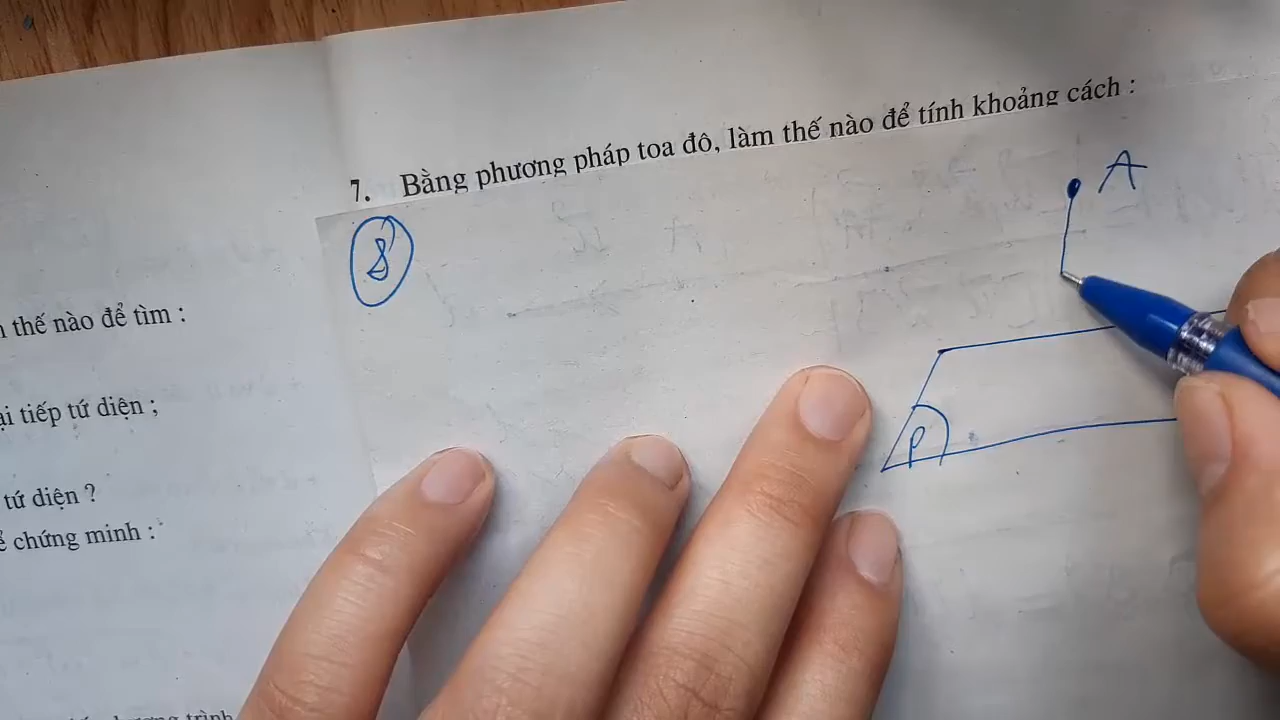 7. Bằng phương pháp toạ độ, làm thế nào để tính khoảng cách :
A
8
thế nào để tìm :
tiếp tứ diện ;
P
tứ diện ?
chứng minh :
trình